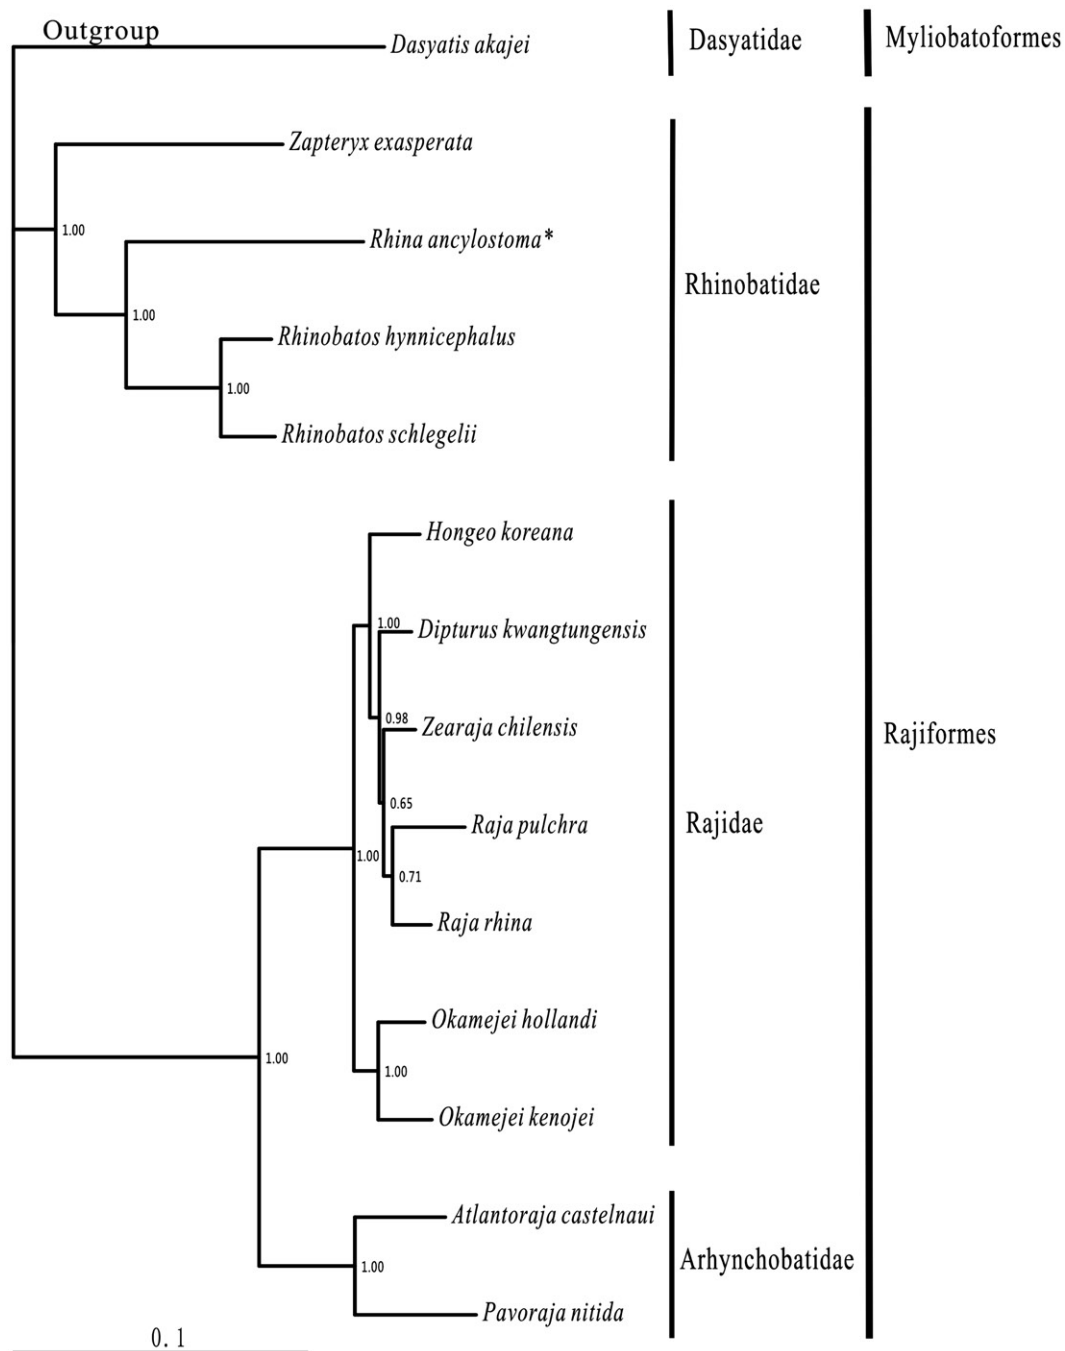 Outgroup
Dasyatis akajei
Dasyatidae
Myliobatoformes
Zapteryx exasperata
1.00
Rhina ancylostoma*
Rhinobatidae
1.00
Rhinobatos hynnicephalus
1.00
Rhinobatos schlegelii
Hongeo koreana
1.00
Dipturus kwangtungensis
0.98
Zearaja chilensis
Rajiformes
0.65
Raja pulchra
Rajidae
1.00
0.71
Raja rhina
Okamejei hollandi
1.00
1.00
Okamejei kenojei
Atlantoraja castelnaui
Arhynchobatidae
1.00
Pavoraja nitida
0.1